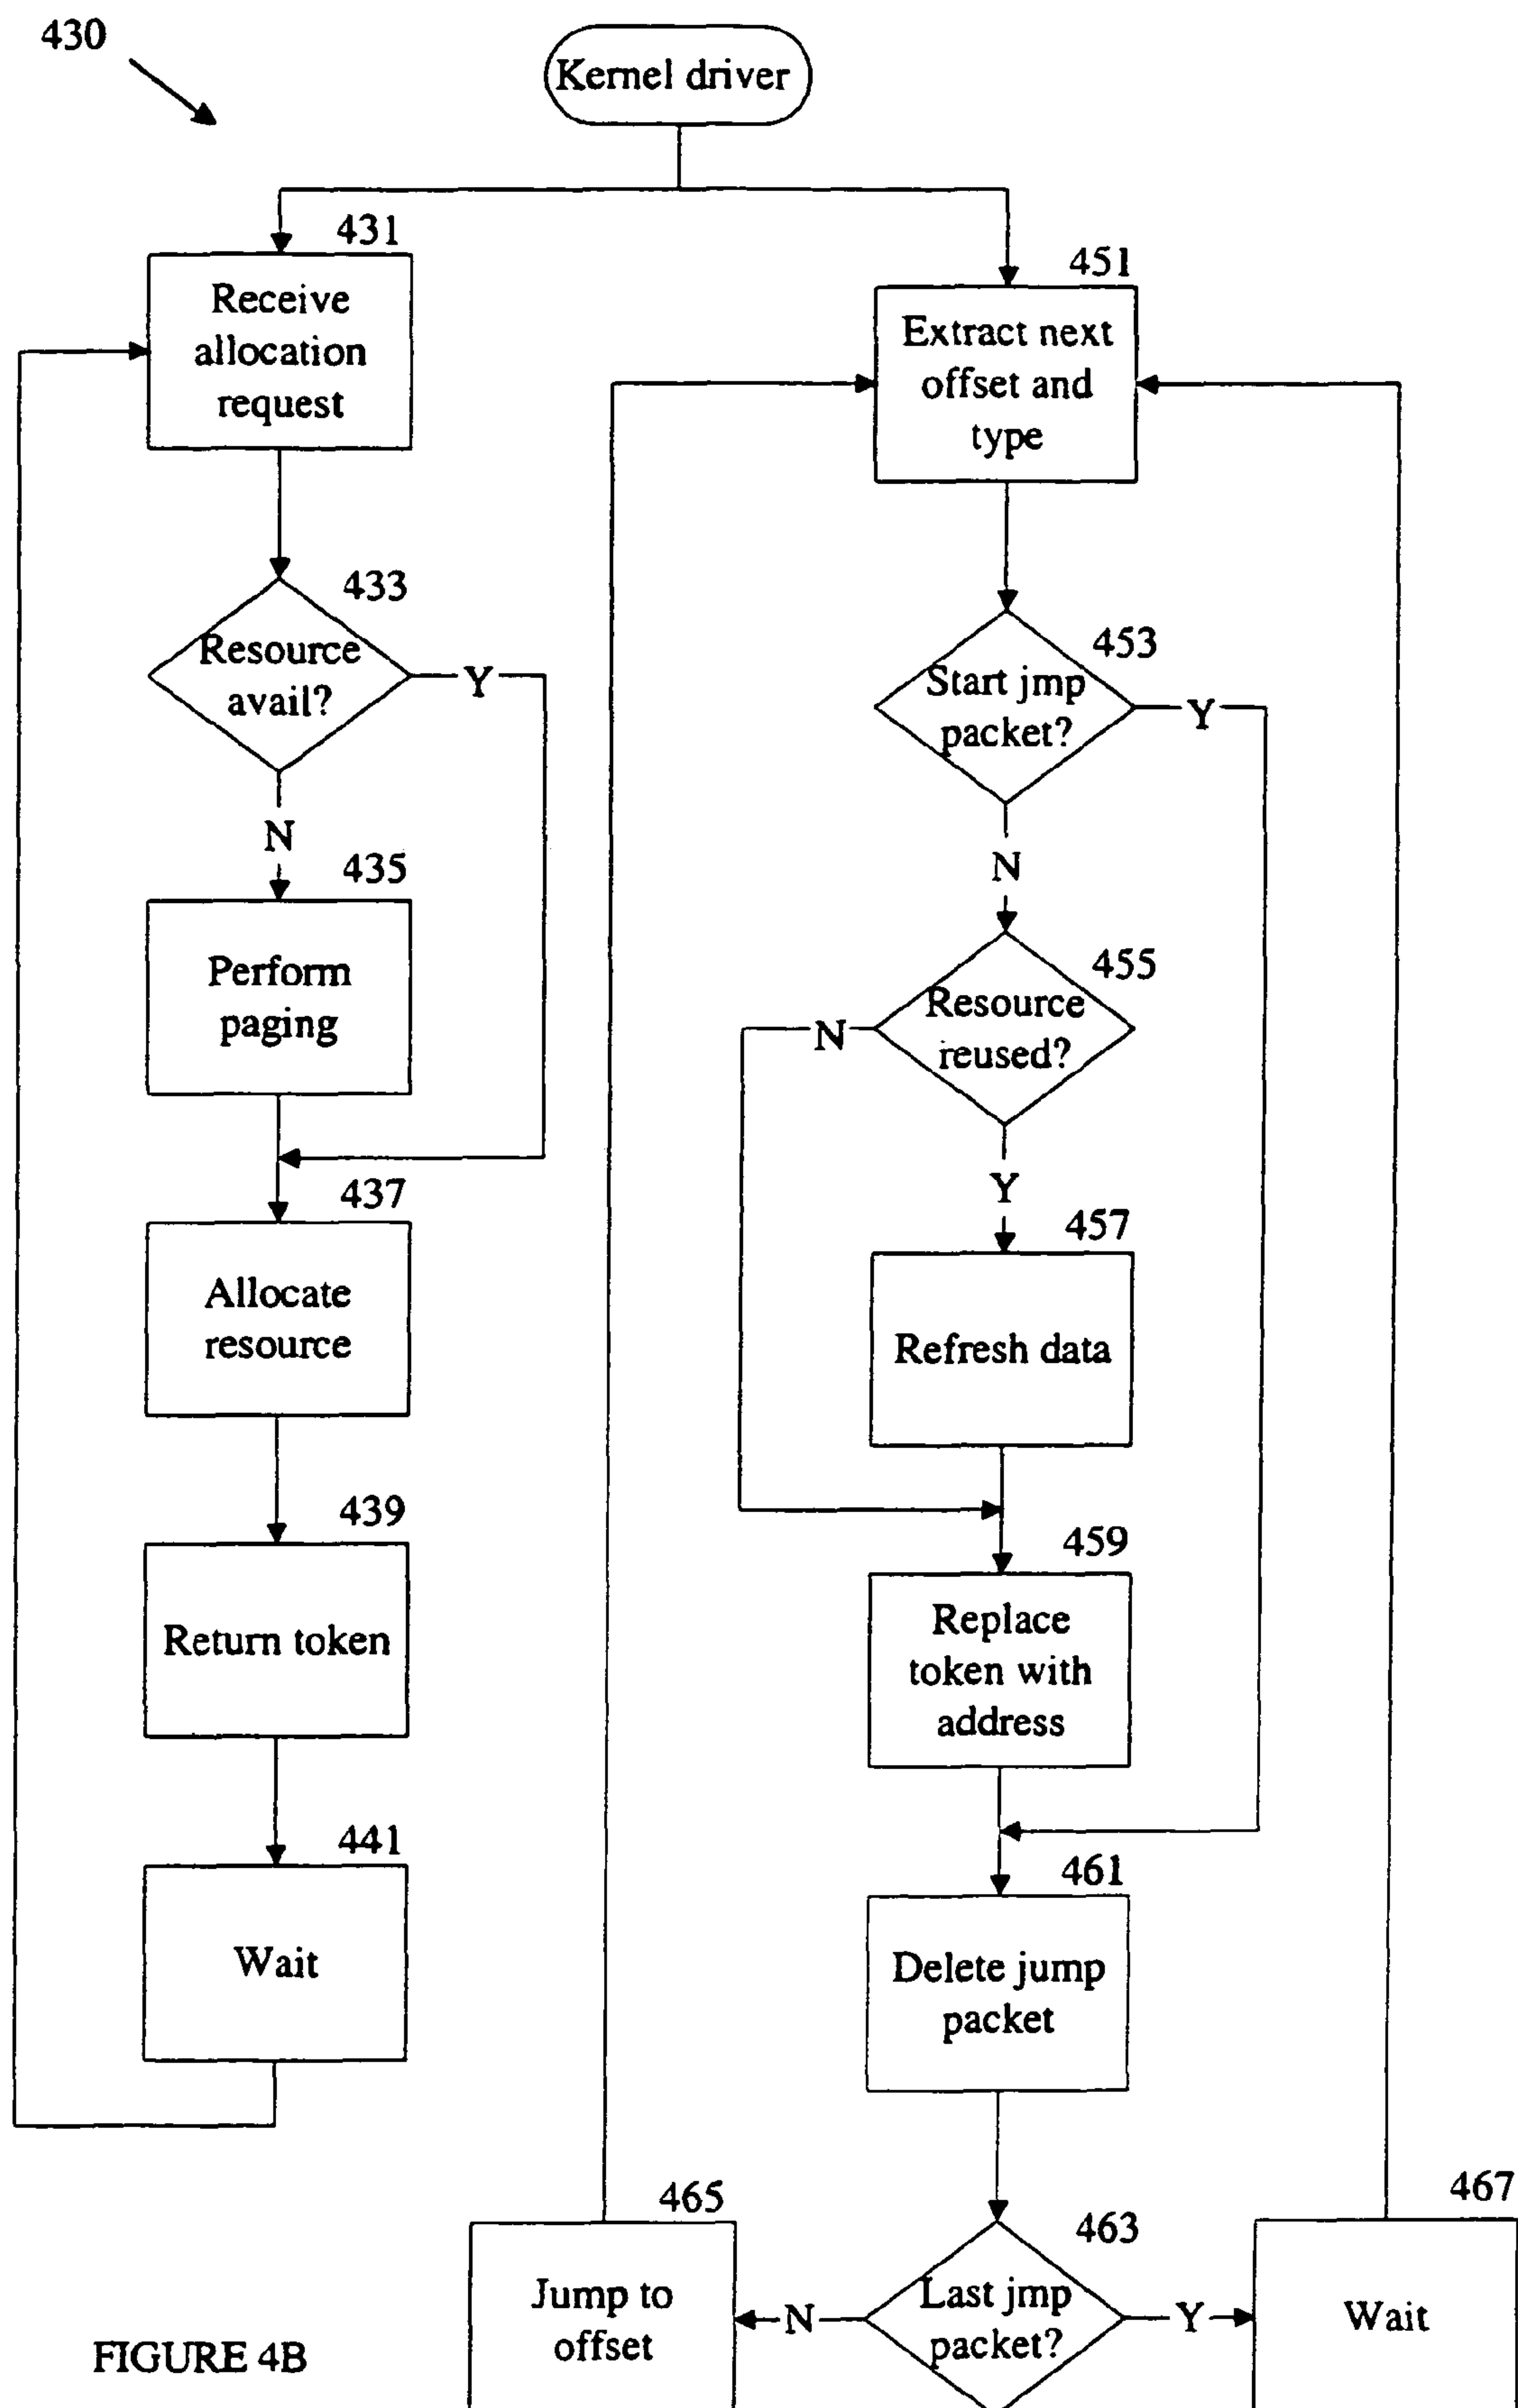 430
Kernel driver
431
Receive
allocation
request
433
Resource
avail?
Y
N
435
Perform
paging
437
Allocate
resource
439
Return token
441
Wait
451
Extract next
offset and
type
453
Start jmp
packet?
Y
N
455
Resource
reused?
N
Y
457
Refresh data
459
Replace
token with
address
461
Delete jump
packet
463
Last jmp
packet?
N
Y
465
Jump to
offset
467
Wait
FIGURE 4B